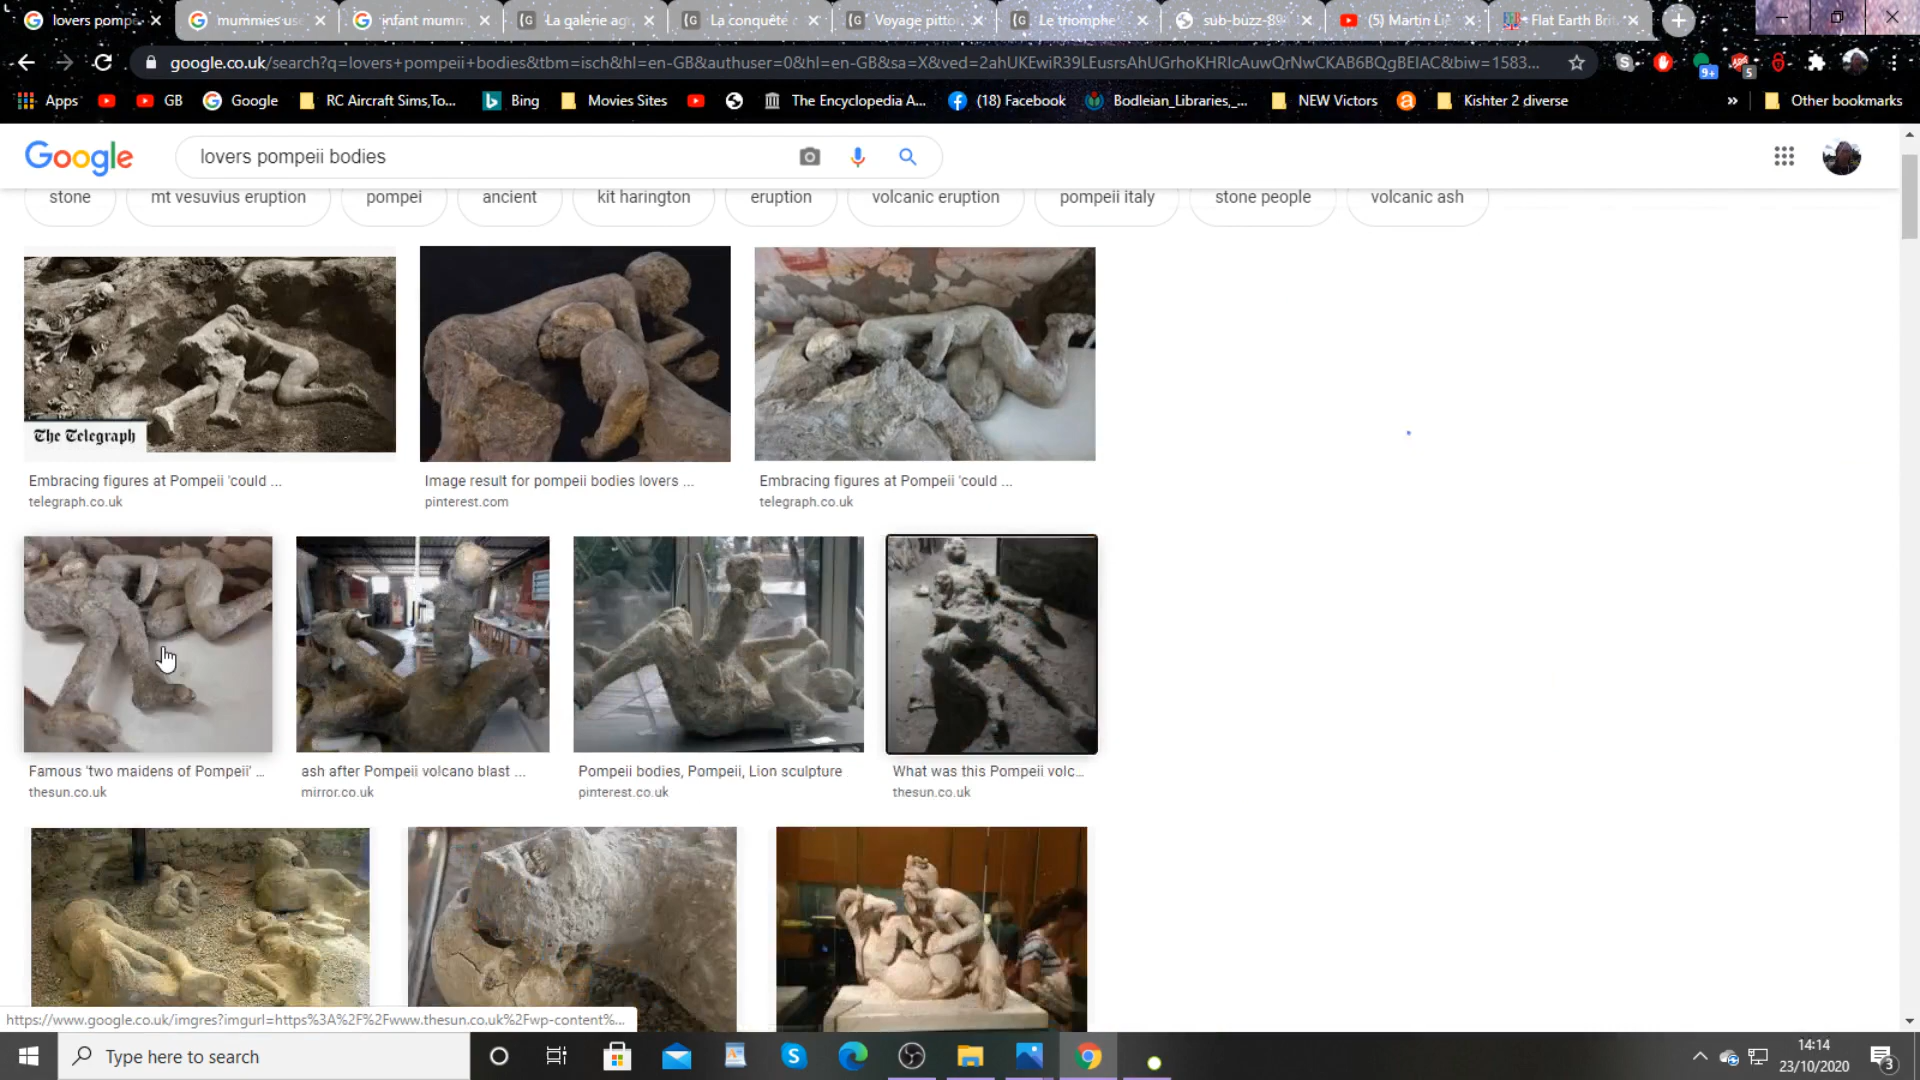 lovers pomp
mummies use
infant mumm
La galerie ag
La conquête
Voyage pitto
Le triomphe
sub-buzz-89
(5) Martin Li
Flat Earth Brit
google.co.uk/search?q=lovers+pompeii+bodies&tbm=isch&hl=en-GB&authuser=0&hl=en-GB&sa=X&ved=2ahUKEwiR39LEusrsAhUGrhoKHRIcAuwQrNwCKAB6BQgBEIAC&biw=1583...
9+
5
Apps
GB
Google
RC Aircraft Sims,To...
Bing
Movies Sites
The Encyclopedia A...
(18) Facebook
Bodleian_Libraries,_...
NEW Victors
Kishter 2 diverse
»
Other bookmarks
Google
lovers pompeii bodies
stone
mt vesuvius eruption
pompei
ancient
kit harington
eruption
volcanic eruption
pompeii italy
stone people
volcanic ash
The Telegraph
Embracing figures at Pompeii 'could ...
telegraph.co.uk
Image result for pompeii bodies lovers ...
pinterest.com
Embracing figures at Pompeii 'could ...
telegraph.co.uk
Famous 'two maidens of Pompeii' ...
thesun.co.uk
ash after Pompeii volcano blast ...
mirror.co.uk
Pompeii bodies, Pompeii, Lion sculpture
pinterest.co.uk
What was this Pompeii volc...
thesun.co.uk
https://www.google.co.uk/imgres?imgurl=https%3A%2F%2Fwww.thesun.co.uk%2Fwp-content%...
Type here to search
14:14
23/10/2020
3